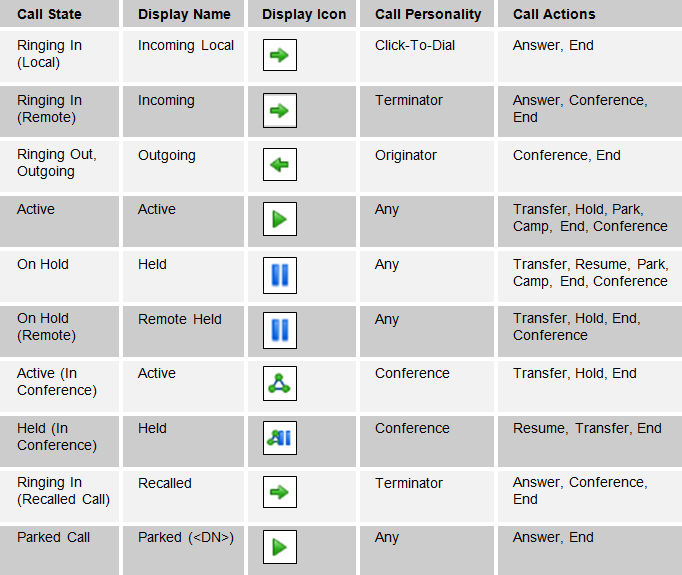 Call State Display Name Display Icon Call Personality Call Actions
Ringing In (Local) Incoming Local Click-To-Dial Answer, End
Ringing In (Remote) Incoming Terminator Answer, Conference, End
Ringing Out, Outgoing Outgoing Originator Conference, End
Active Active Any Transfer, Hold, Park, Camp, End, Conference
On Hold Held Any Transfer, Resume, Park, Camp, End, Conference
On Hold (Remote) Remote Held Any Transfer, Hold, End, Conference
Active (In Conference) Active Conference Transfer, Hold, End
Held (In Conference) Held Conference Resume, Transfer, End
Ringing In (Recalled Call) Recalled Terminator Answer, Conference, End
Parked Call Parked (<DN>) Any Answer, End